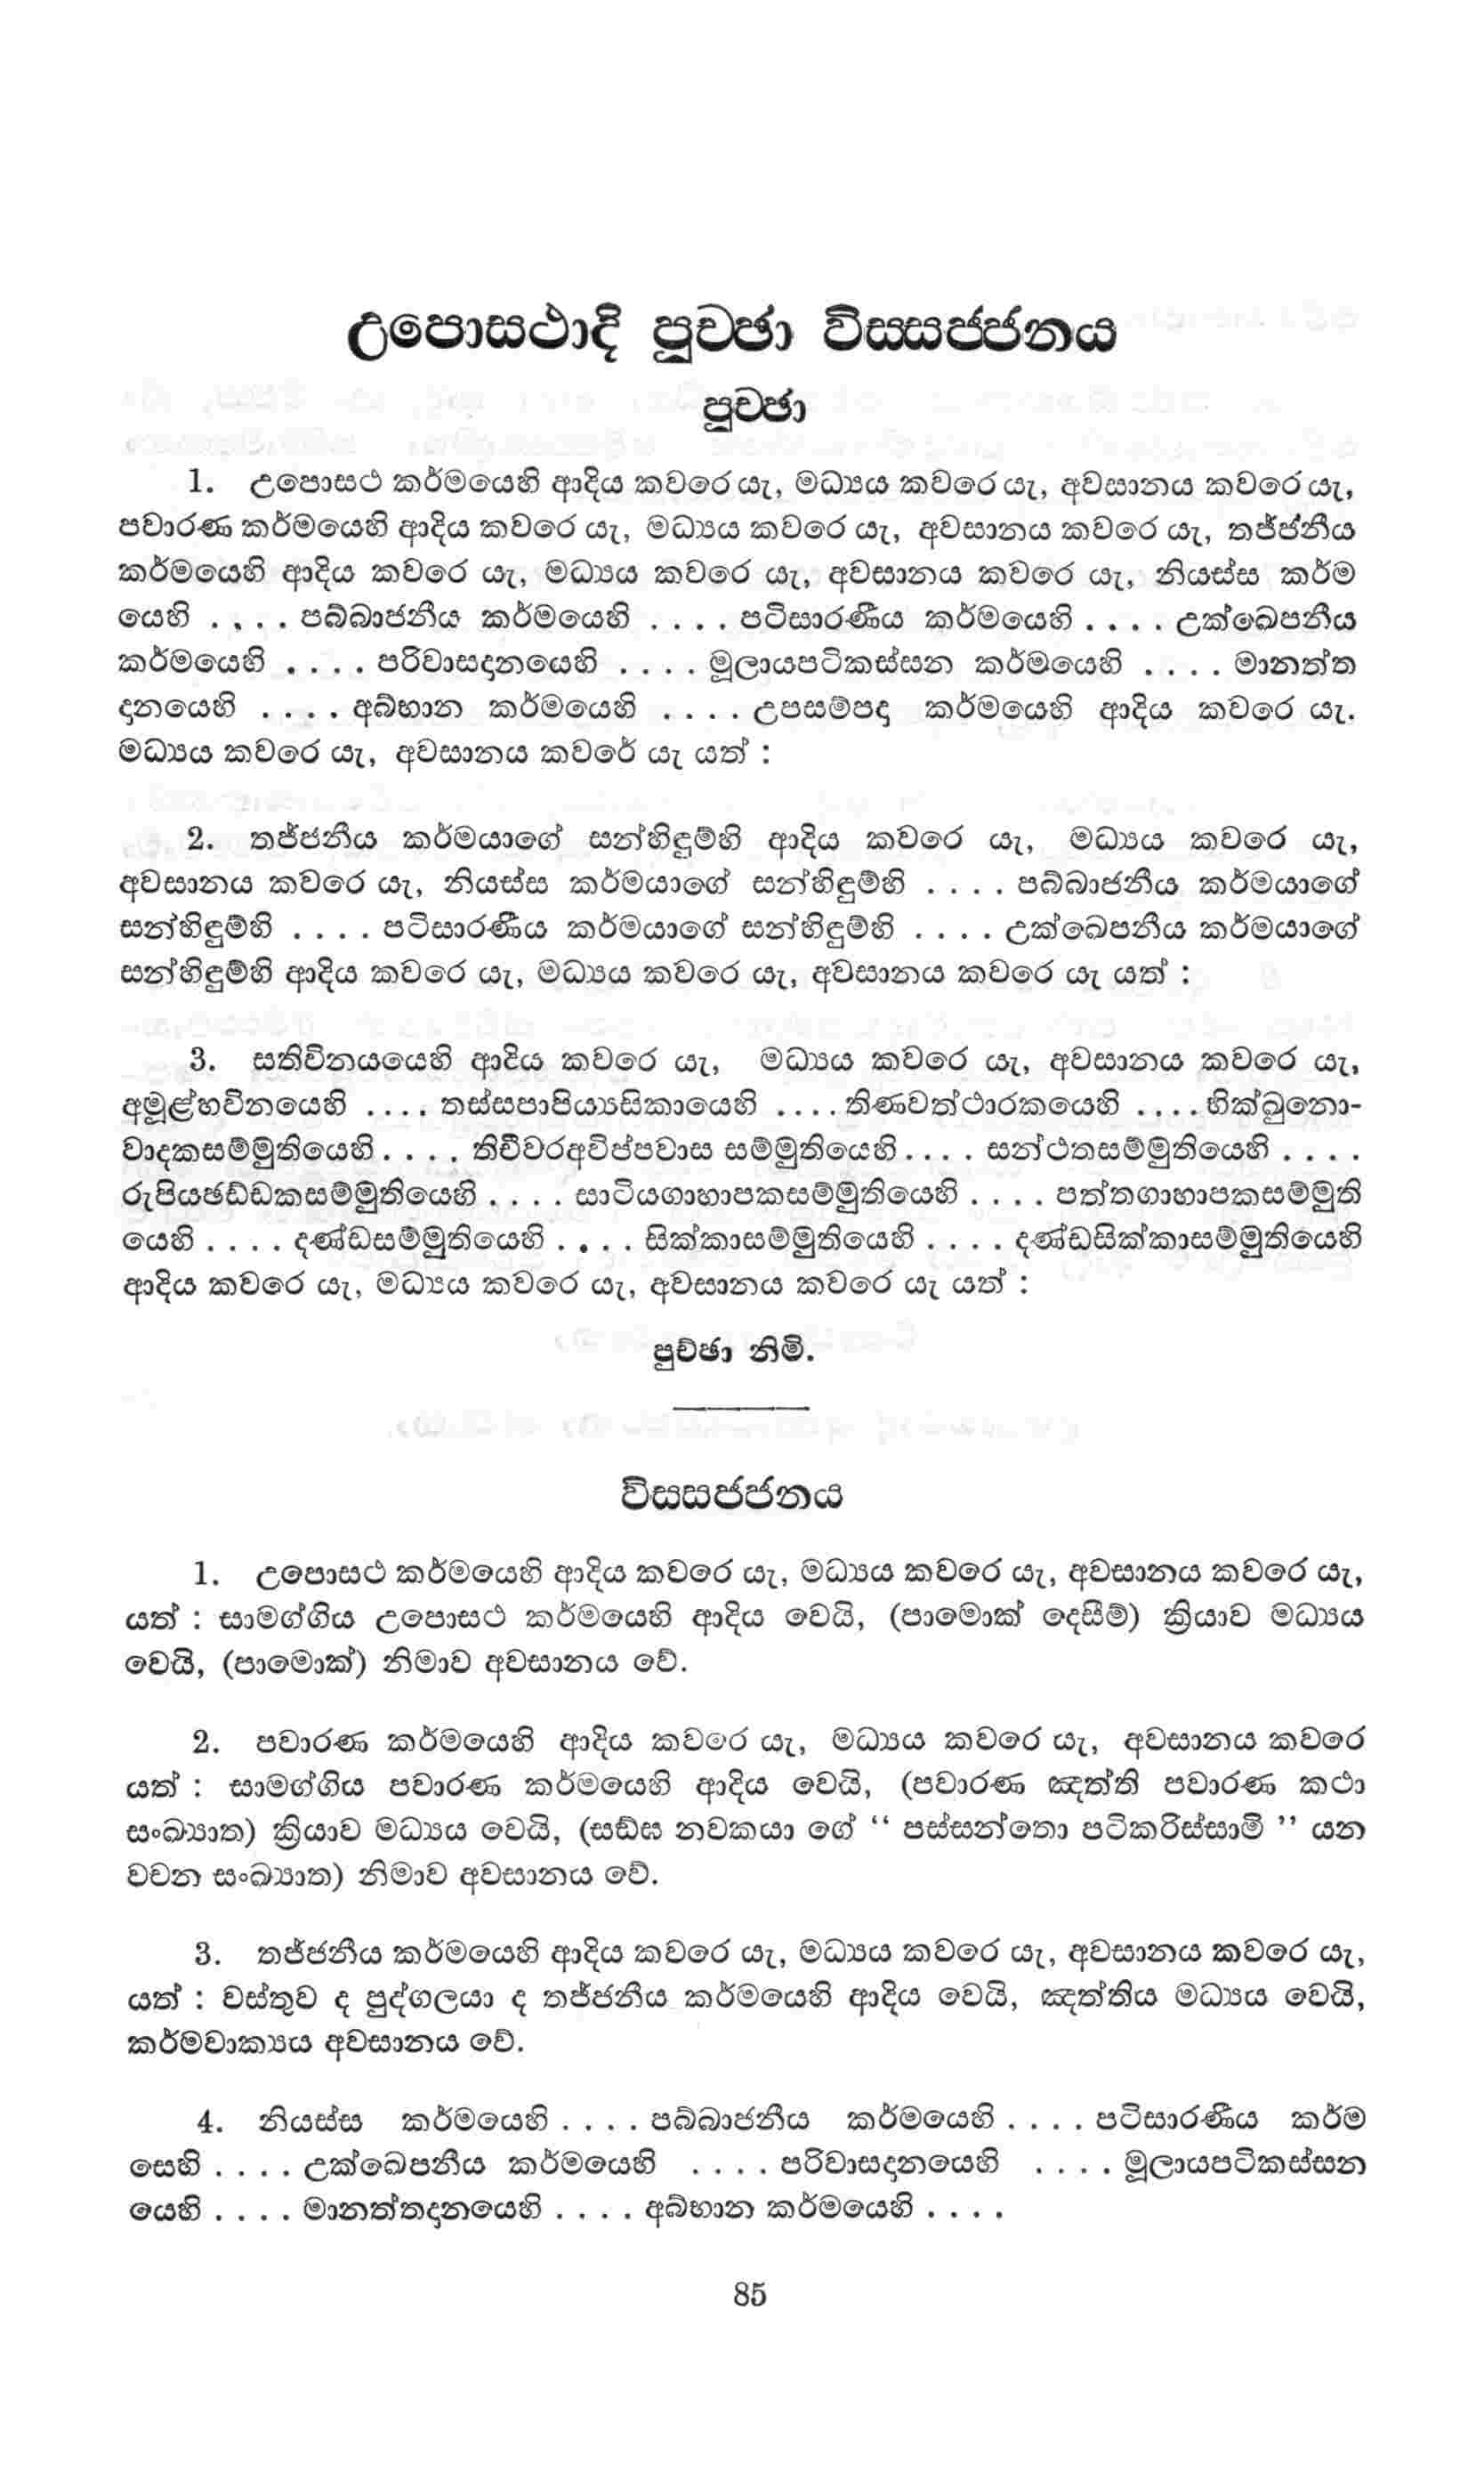 උපොසථාදි පුච්ඡා විස්සජ්ජනය
පුච්ඡා
1. උපොසථ කර්මයෙහි ආදිය කවරෙ යැ, මධ්‍යය කවරෙ යැ, අවසානය කවරෙ යැ,
පවාරණ කර්මයෙහි ආදිය කවරෙ යැ, මධ්‍යය කවරෙ යැ, අවසානය කවරෙ යැ, තජ්ජ්නීය
කර්මයෙහි ආදිය කවරෙ යැ, මධ්‍යය කවරෙ යැ, අවසානය කවරෙ යැ, නියස්ස කර්ම
යෙහි . . . . පබ්බාජනීය කර්මයෙහි . . . . පටිසාරණීය කර්මයෙහි . . . . උක්ඛෙපනීය
කර්මයෙහි . . . . පරිවාසදානයෙහි . . . . මූලායපටිකස්සන කර්මයෙහි . . . . මානත්ත
දානයෙහි . . . . අබ්භාන කර්මයෙහි . . . . උපසම්පදා කර්මයෙහි ආදිය කවරෙ යැ.
මධ්‍යය කවරෙ යැ, අවසානය කවරේ යැ යත් :
2. තජ්ජනීය කර්මයාගේ සන්හිඳුම්හි ආදිය කවරෙ යැ, මධ්‍යය කවරෙ යැ,
අවසානය කවරෙ යැ, නියස්ස කර්මයාගේ සන්හිඳුම්හි . . . . පබ්බාජනීය කර්මයාගේ
සන්හිඳුම්හි . . . . පටිසාරණීය කර්මයාගේ සන්හිඳුම්හි . . . . උක්ඛෙපනීය කර්මයාගේ
සන්හිඳුම්හි ආදිය කවරෙ යැ, මධ්‍යය කවරෙ යැ, අවසානය කවරෙ යැ යත් :
3. සතිවිනයයෙහි ආදිය කවරෙ යැ, මධ්‍යය කවරෙ යැ, අවසානය කවරෙ යැ,
අමූළ්හවිනයෙහි . . . . තස්සපාපිය්‍යසිකායෙහි . . . . තිණවත්ථාරකයෙහි . . . . භික්ඛුනො-
වාදකසම්මුතියෙහි . . . . තිචීවරඅවිප්පවාස සම්මුතියෙහි . . . . සන්ථතසම්මුතියෙහි . . . .
රුපියඡඩ්ඩකසම්මුතියෙහි . . . . සාටියගාහාපකසම්මුතියෙහි . . . . පත්තගාහාපකසම්මුති
යෙහි . . . . දණ්ඩසම්මුතියෙහි . . . . සික්කාසම්මුතියෙහි . . . . දණ්ඩසික්කාසම්මුතියෙහි
ආදිය කවරෙ යැ, මධ්‍යය කවරෙ යැ, අවසානය කවරෙ යැ යත් :
පුච්ඡා නිමි.
විස්සජ්ජනය
1. උපොසථ කර්මයෙහි ආදිය කවරෙ යැ, මධ්‍යය කවරෙ යැ, අවසානය කවරෙ යැ,
යත් : සාමග්ගිය උපොසථ කර්මයෙහි ආදිය වෙයි, (පාමොක් දෙසීම්) ක්‍රියාව මධ්‍යය
වෙයි, (පාමොක්) නිමාව අවසානය වේ.
2. පවාරණ කර්මයෙහි ආදිය කවරෙ යැ, මධ්‍යය කවරෙ යැ, අවසානය කවරෙ
යත් : සාමග්ගිය පවාරණ කර්මයෙහි ආදිය වෙයි, (පවාරණ ඤත්ති පවාරණ කථා
සංඛ්‍යාත) ක්‍රියාව මධ්‍යය වෙයි, (සඬ්ඝ නවකයා ගේ “ පස්සන්තො පටිකරිස්සාමි ” යන
වචන සංඛ්‍යාත) නිමාව අවසානය වේ.
3. තජ්ජනීය කර්මයෙහි ආදිය කවරෙ යැ, මධ්‍යය කවරෙ යැ, අවසානය කවරෙ යැ,
යත් : වස්තුව ද පුද්ගලයා ද තජ්ජනීය කර්මයෙහි ආදිය වෙයි, ඤත්තිය මධ්‍යය වෙයි,
කර්මවාක්‍යය අවසානය වේ.
4. නියස්ස කර්මයෙහි . . . . පබ්බාජනීය කර්මයෙහි . . . . පටිසාරණීය කර්ම
සෙහි . . . . උක්ඛෙපනීය කර්මයෙහි . . . . පරිවාසදානයෙහි . . . . මූලායපටිකස්සන
යෙහි . . . . මානත්තදානයෙහි . . . . අබ්භාන කර්මයෙහි . . . .
85